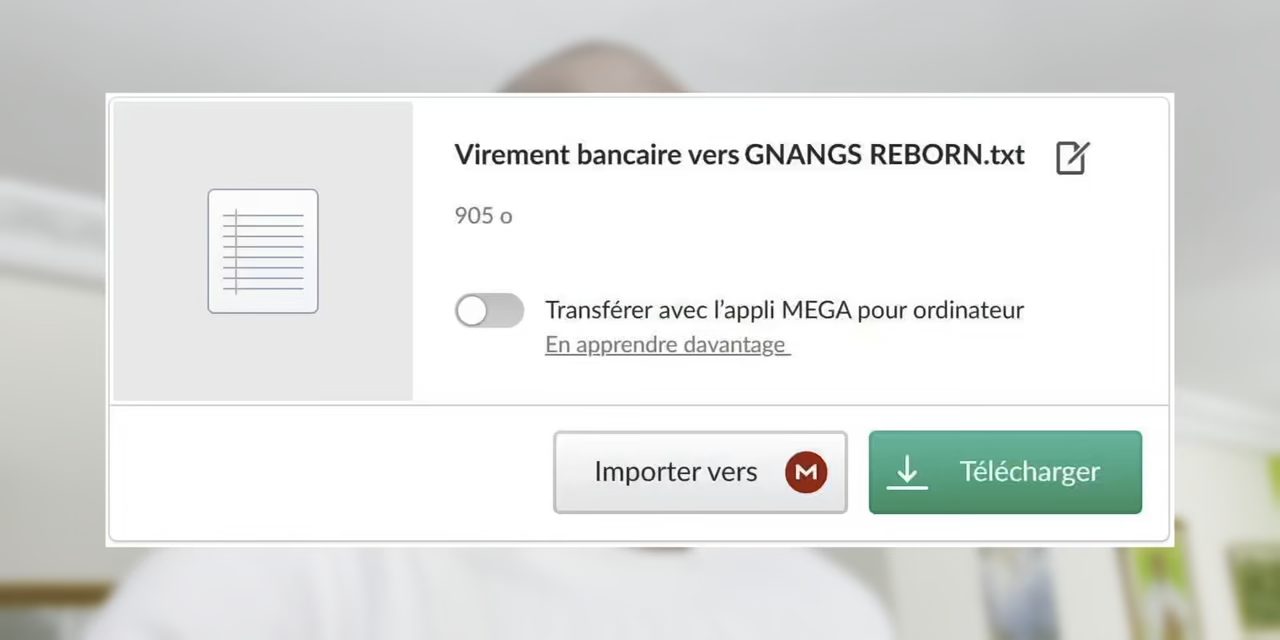 Virement bancaire vers GNANGS REBORN.txt
905 o
Transférer avec l’appli MEGA pour ordinateur
En apprendre davantage
Importer vers M
Télécharger